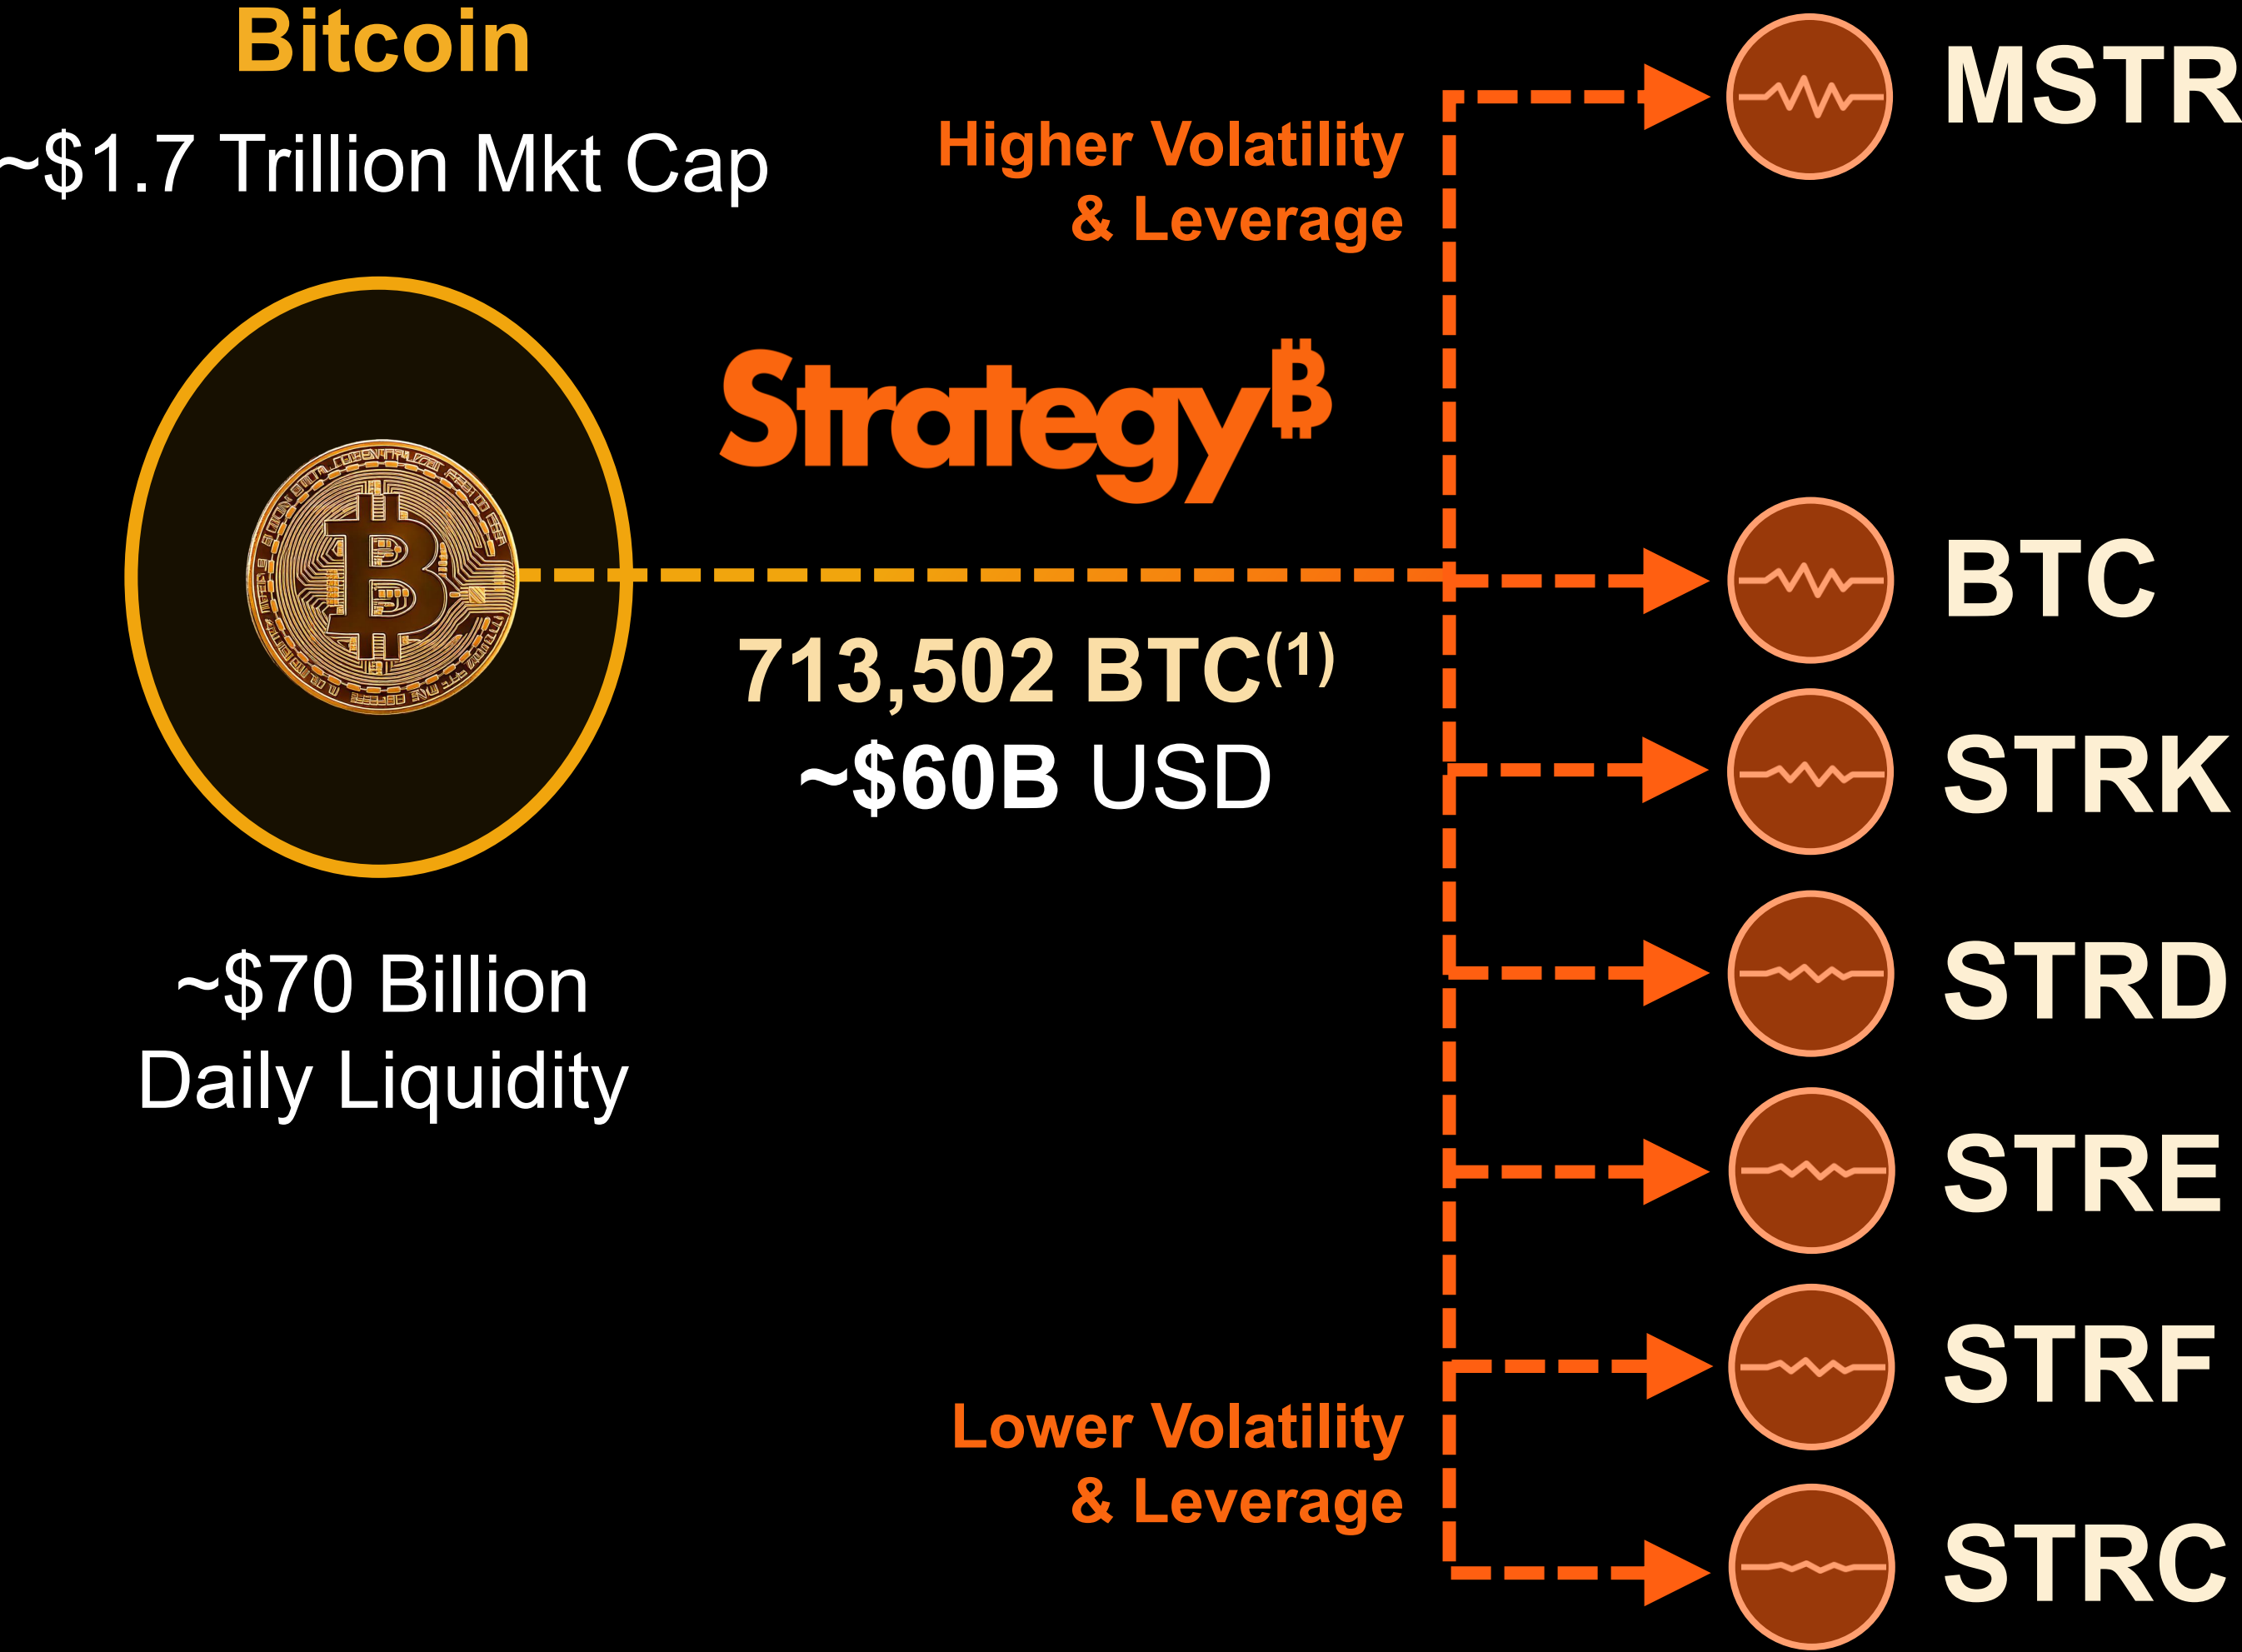 Bitcoin
~$1.7 Trillion Mkt Cap
~$70 Billion
Daily Liquidity
Higher Volatility
& Leverage
Strategy₿
713,502 BTC(1)
~$60B USD
Lower Volatility
& Leverage
MSTR
BTC
STRK
STRD
STRE
STRF
STRC